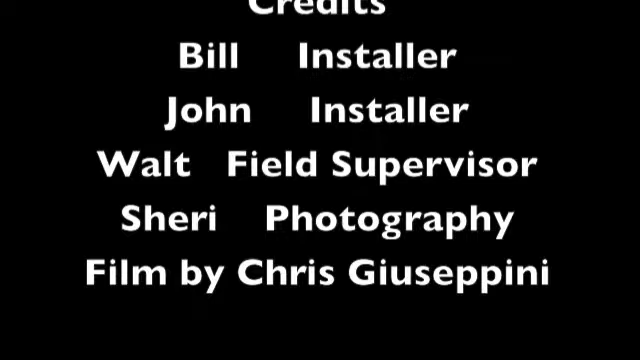 Credits
Bill Installer
John Installer
Walt Field Supervisor
Sheri Photography
Film by Chris Giuseppini